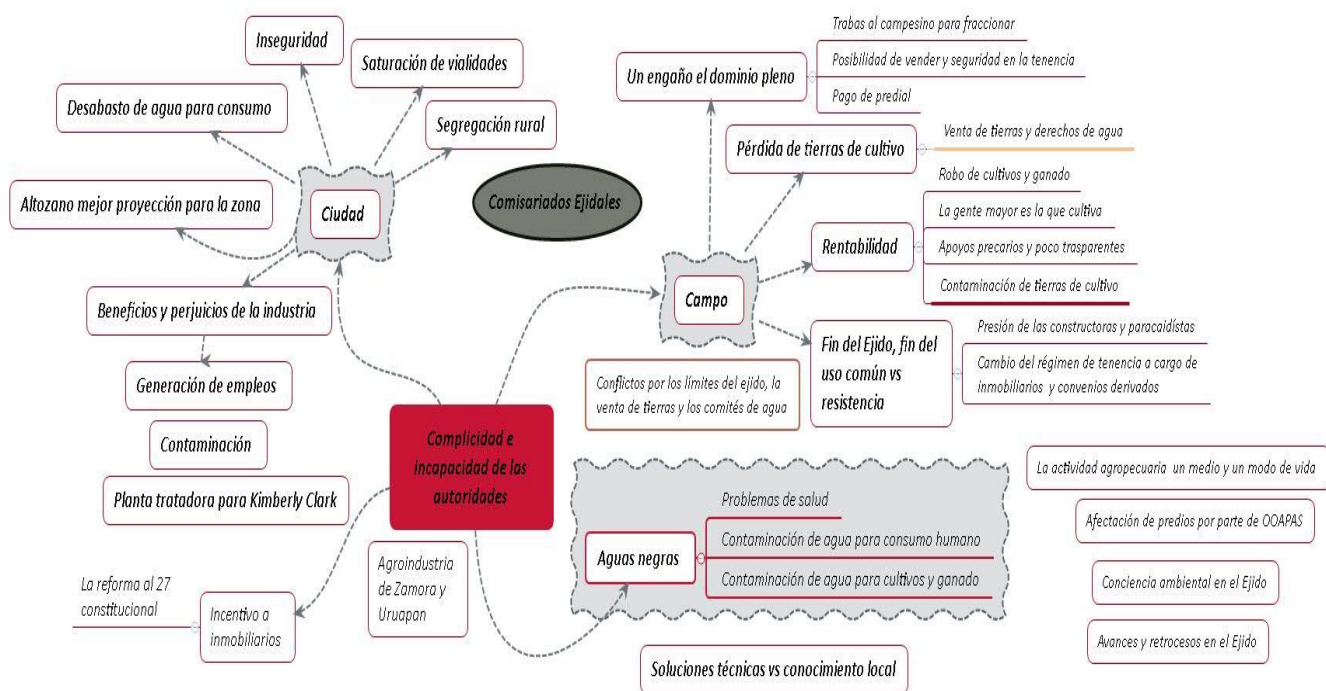 Inseguridad
Saturación de vialidades
Desabasto de agua para consumo
Segregación rural
Altozano mejor proyección para la zona
Ciudad
Beneficios y perjuicios de la industria
Generación de empleos
Contaminación
Planta tratadora para Kimberly Clark
Comisariados Ejidales
Un engaño el dominio pleno
Trabas al campesino para fraccionar
Posibilidad de vender y seguridad en la tenencia
Pago de predial
Pérdida de tierras de cultivo
Venta de tierras y derechos de agua
Rentabilidad
Robo de cultivos y ganado
La gente mayor es la que cultiva
Apoyos precarios y poco trasparentes
Contaminación de tierras de cultivo
Campo
Fin del Ejido, fin del
uso común vs
resistencia
Presión de las constructoras y paracaidístas
Cambio del régimen de tenencia a cargo de
inmobiliarios y convenios derivados
Conflictos por los límites del ejido, la
venta de tierras y los comités de agua
Complicidad e
incapacidad de las
autoridades
La reforma al 27
constitucional
Incentivo a
inmobiliarios
Agroindustria
de Zamora y
Uruapan
Aguas negras
Problemas de salud
Contaminación de agua para consumo humano
Contaminación de agua para cultivos y ganado
Soluciones técnicas vs conocimiento local
La actividad agropecuaria un medio y un modo de vida
Afectación de predios por parte de OOAPAS
Conciencia ambiental en el Ejido
Avances y retrocesos en el Ejido